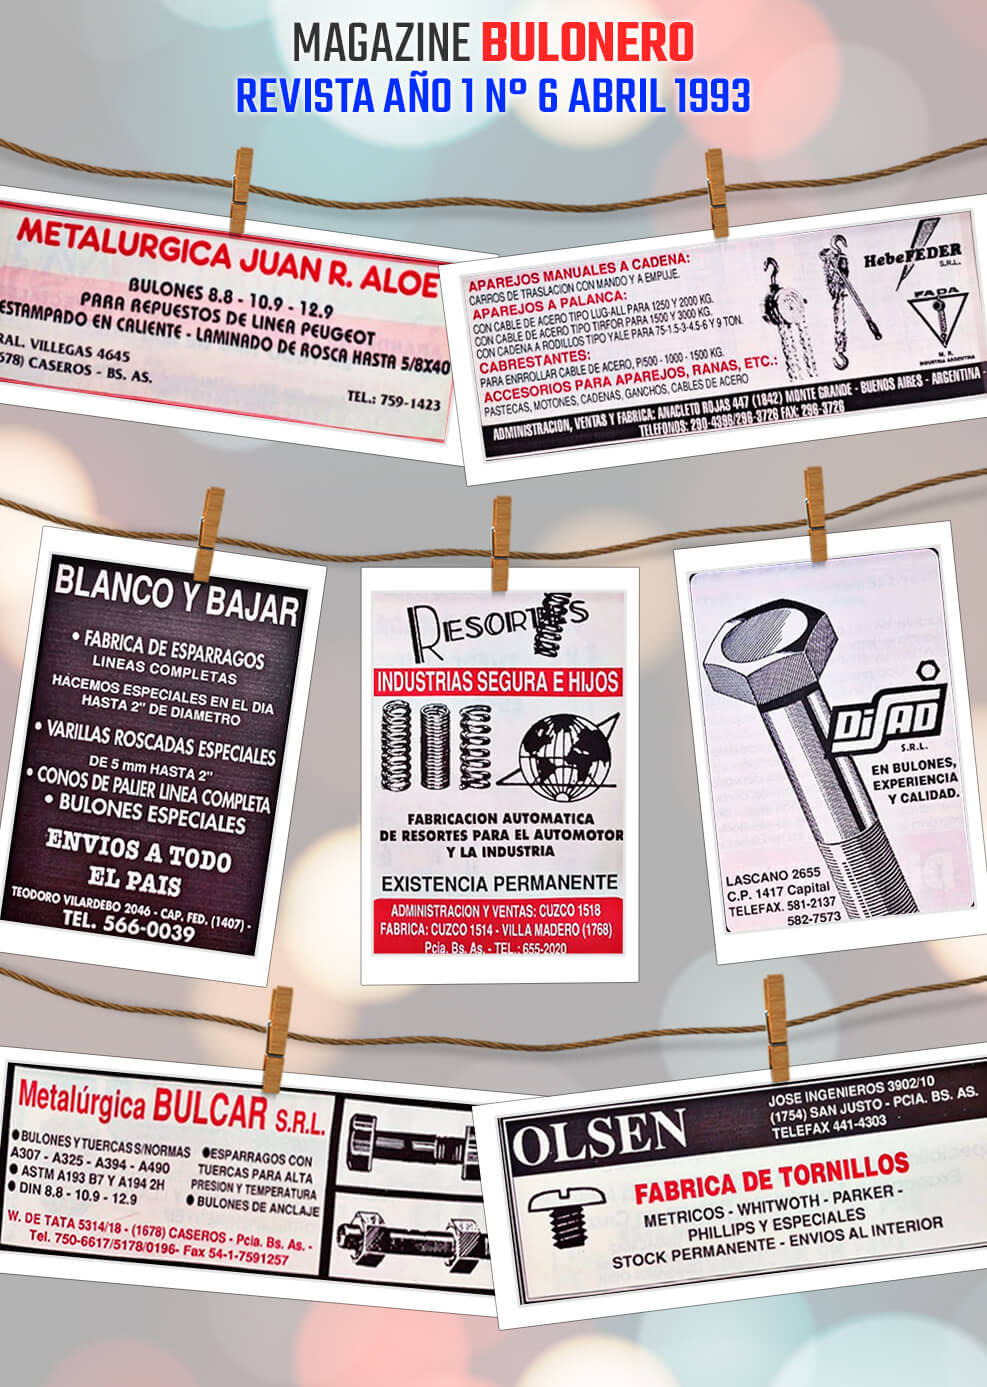 MAGAZINE BULONERO
REVISTA AÑO 1 Nº 6 ABRIL 1993
METALURGICA JUAN R. ALOE
BULONES 8.8 - 10.9 - 12.9
PARA REPUESTOS DE LINEA PEUGEOT
ESTAMPADO EN CALIENTE - LAMINADO DE ROSCA HASTA 5/8X40
RAL. VILLEGAS 4645
678) CASEROS - BS. AS.
TEL.: 759-1423
APAREJOS MANUALES A CADENA:
CARROS DE TRASLACION CON MANDO Y A EMPUJE.
APAREJOS A PALANCA:
CON CABLE DE ACERO TIPO LUG-ALL PARA 1250 Y 2000 KG.
CON CABLE DE ACERO TIPO TIRFOR PARA 1500 Y 3000 KG.
CON CADENA A RODILLOS TIPO YALE PARA 75-1.5-3-4.5-6 Y 9 TON.
CABRESTANTES:
PARA ENRROLLAR CABLE DE ACERO, P/500 - 1000 - 1500 KG.
ACCESORIOS PARA APAREJOS, RANAS, ETC.:
PASTECAS, MOTONES, CADENAS, GANCHOS, CABLES DE ACERO
HebeFEDER
S.R.L.
FADA
M. R.
INDUSTRIA ARGENTINA
ADMINISTRACION, VENTAS Y FABRICA: ANACLETO ROJAS 447 (1842) MONTE GRANDE - BUENOS AIRES - ARGENTINA -
TELEFONOS: 290-4396/296-3726 FAX: 296-3726
BLANCO Y BAJAR
• FABRICA DE ESPARRAGOS
LINEAS COMPLETAS
HACEMOS ESPECIALES EN EL DIA
HASTA 2" DE DIAMETRO
• VARILLAS ROSCADAS ESPECIALES
DE 5 mm HASTA 2"
• CONOS DE PALIER LINEA COMPLETA
• BULONES ESPECIALES
ENVIOS A TODO
EL PAIS
TEODORO VILARDEBO 2046 - CAP. FED. (1407) -
TEL. 566-0039
RESORTES
INDUSTRIAS SEGURA E HIJOS
FABRICACION AUTOMATICA
DE RESORTES PARA EL AUTOMOTOR
Y LA INDUSTRIA
EXISTENCIA PERMANENTE
ADMINISTRACION Y VENTAS: CUZCO 1518
FABRICA: CUZCO 1514 - VILLA MADERO (1768)
Pcia. Bs. As. - TEL.: 655-2020
DISAD
S.R.L.
EN BULONES,
EXPERIENCIA
Y CALIDAD.
LASCANO 2655
C.P. 1417 Capital
TELEFAX. 581-2137
582-7573
Metalúrgica BULCAR S.R.L.
• BULONES Y TUERCAS S/NORMAS
A307 - A325 - A394 - A490
• ASTM A193 B7 Y A194 2H
• DIN 8.8 - 10.9 - 12.9
• ESPARRAGOS CON
TUERCAS PARA ALTA
PRESION Y TEMPERATURA
• BULONES DE ANCLAJE
W. DE TATA 5314/18 - (1678) CASEROS - Pcia. Bs. As. -
Tel. 750-6617/5178/0196- Fax 54-1-7591257
OLSEN
JOSE INGENIEROS 3902/10
(1754) SAN JUSTO - PCIA. BS. AS.
TELEFAX 441-4303
FABRICA DE TORNILLOS
METRICOS - WHITWOTH - PARKER -
PHILLIPS Y ESPECIALES
STOCK PERMANENTE - ENVIOS AL INTERIOR